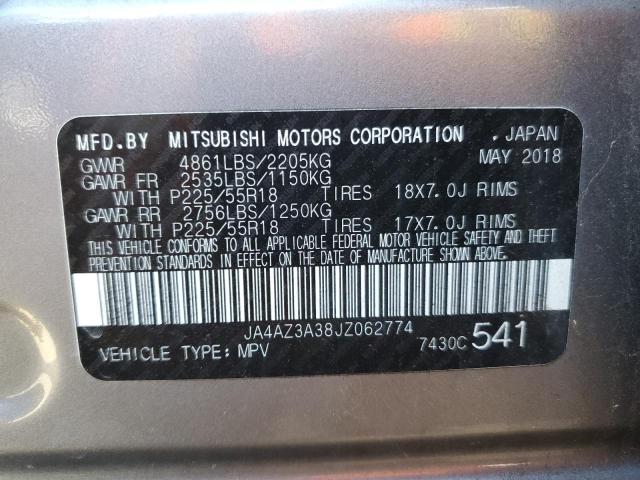 MFD.BY MITSUBISHI MOTORS CORPORATION .JAPAN
GVWR 4861LBS/2205KG MAY 2018
GAWR FR 2535LBS/1150KG
WITH P225/55R18 TIRES 18X7.0J RIMS
GAWR RR 2756LBS/1250KG
WITH P225/55R18 TIRES 17X7.0J RIMS
THIS VEHICLE CONFORMS TO ALL APPLICABLE FEDERAL MOTOR VEHICLE SAFETY AND THEFT
PREVENTION STANDARDS IN EFFECT ON THE DATE OF MANUFACTURE SHOWN ABOVE.
JA4AZ3A38JZ062774
VEHICLE TYPE: MPV 7430C 541